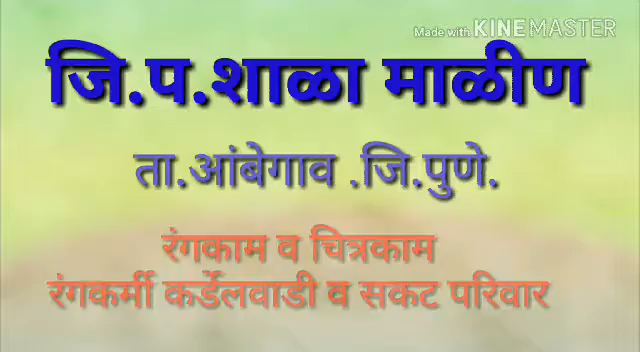 Made with KINEMASTER
जि.प.शाळा माळीण
ता.आंबेगाव .जि.पुणे.
रंगकाम व चित्रकाम
रंगकर्मी कर्डेलवाडी व सकट परिवार